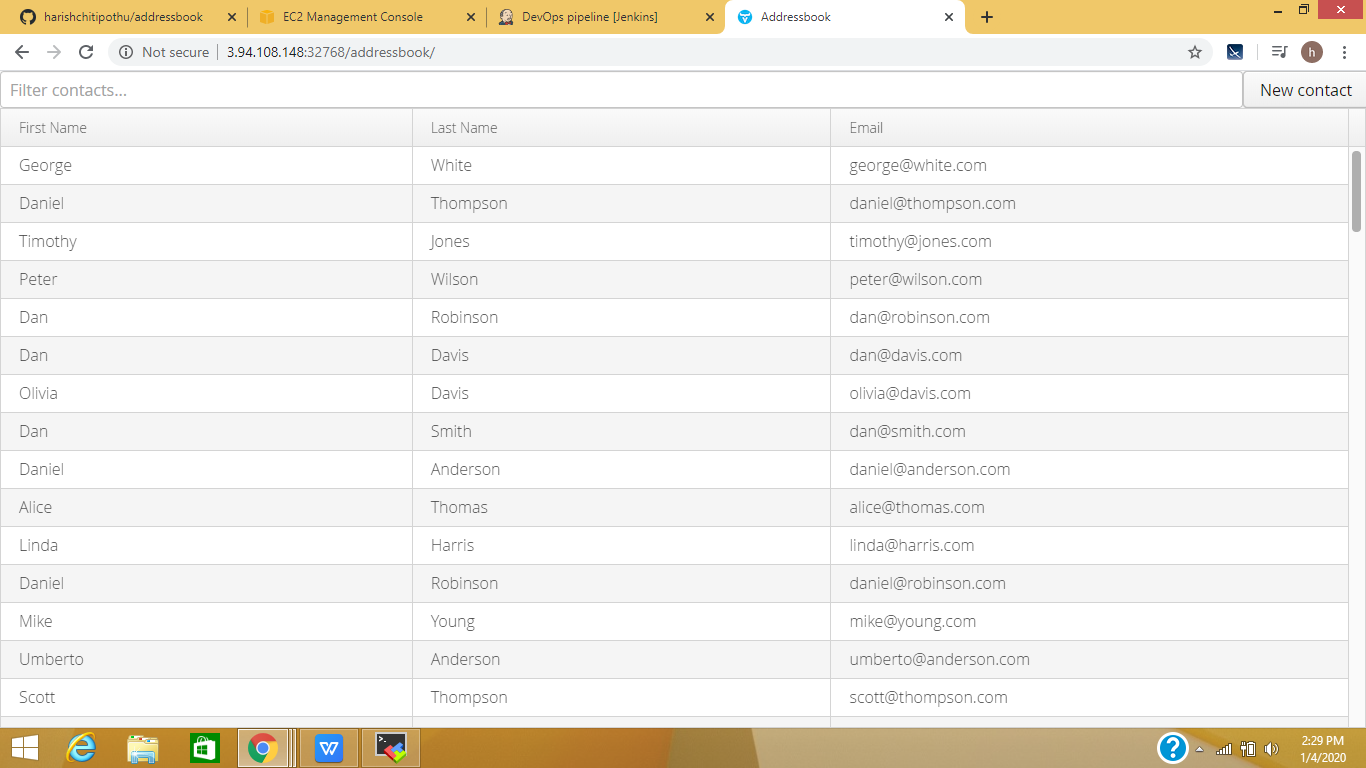 harishchitipothu/addressbook EC2 Management Console DevOps pipeline [Jenkins] Addressbook
Not secure 3.94.108.148:32768/addressbook/ h
Filter contacts... New contact
First Name Last Name Email
George White george@white.com
Daniel Thompson daniel@thompson.com
Timothy Jones timothy@jones.com
Peter Wilson peter@wilson.com
Dan Robinson dan@robinson.com
Dan Davis dan@davis.com
Olivia Davis olivia@davis.com
Dan Smith dan@smith.com
Daniel Anderson daniel@anderson.com
Alice Thomas alice@thomas.com
Linda Harris linda@harris.com
Daniel Robinson daniel@robinson.com
Mike Young mike@young.com
Umberto Anderson umberto@anderson.com
Scott Thompson scott@thompson.com
2:29 PM
1/4/2020